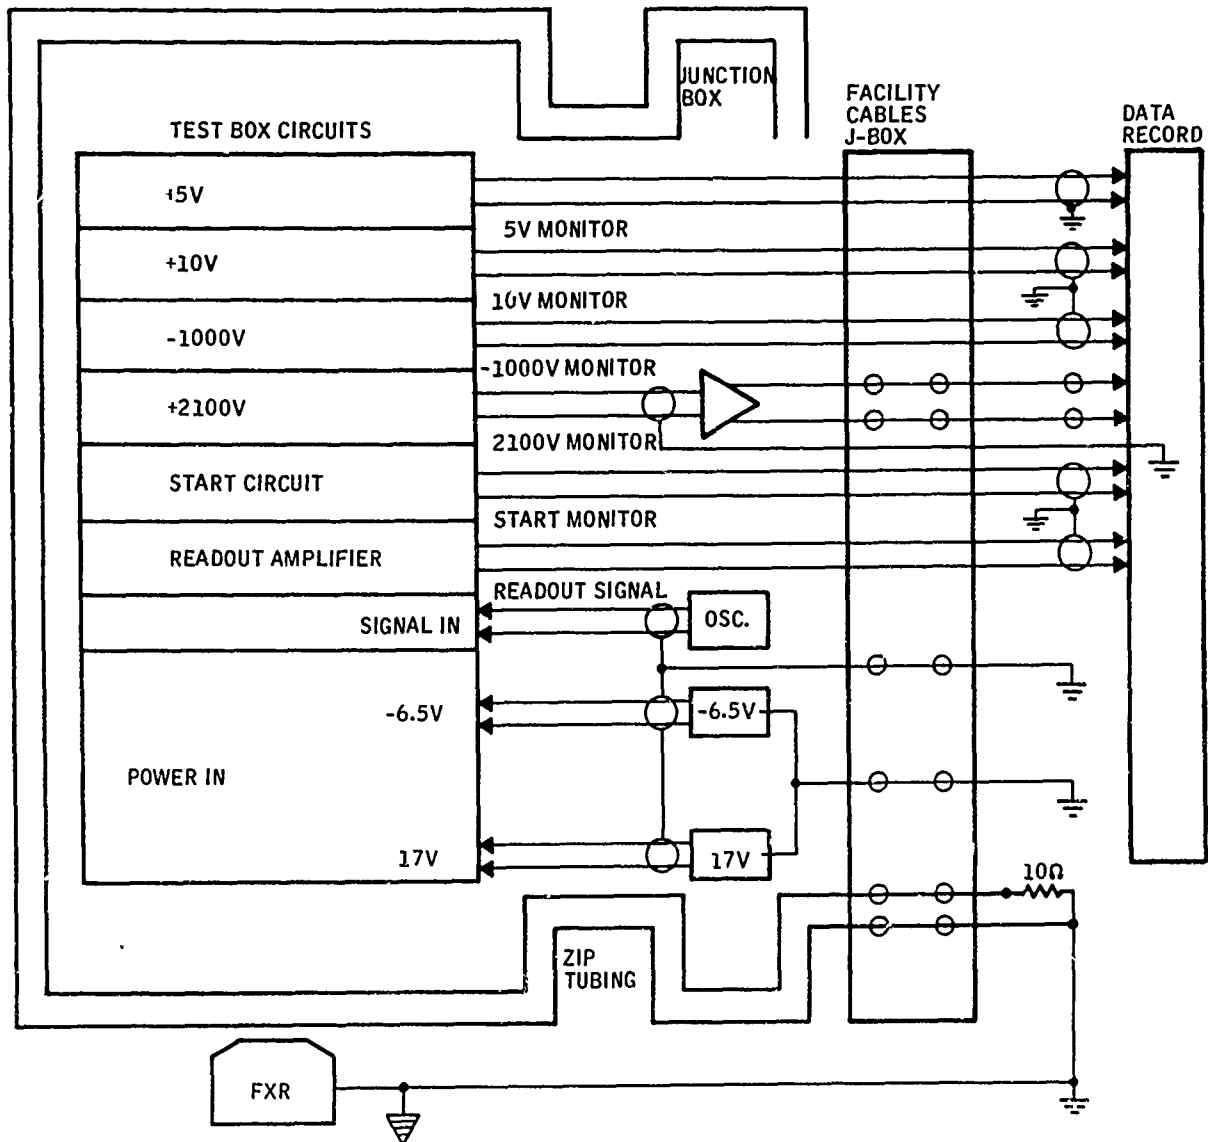 JUNCTION
BOX
FACILITY
CABLES
J-BOX
DATA
RECORD
TEST BOX CIRCUITS
+5V
5V MONITOR
+10V
10V MONITOR
-1000V
-1000V MONITOR
+2100V
2100V MONITOR
START CIRCUIT
START MONITOR
READOUT AMPLIFIER
READOUT SIGNAL
SIGNAL IN
OSC.
-6.5V
-6.5V
POWER IN
17V
17V
10Ω
ZIP
TUBING
FXR